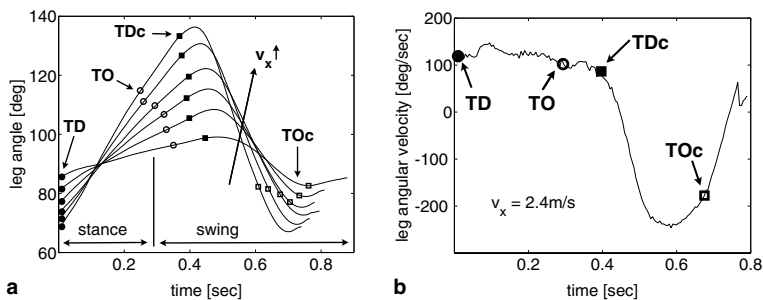 140
120
100
80
60
leg angle [deg]
TDc
TO
v_x
TD
TOc
stance
swing
0.2
0.4
0.6
0.8
time [sec]
a
200
100
0
-100
-200
leg angular velocity [deg/sec]
TD
TO
TDc
TOc
v_x = 2.4m/s
0
0.2
0.4
0.6
0.8
time [sec]
b